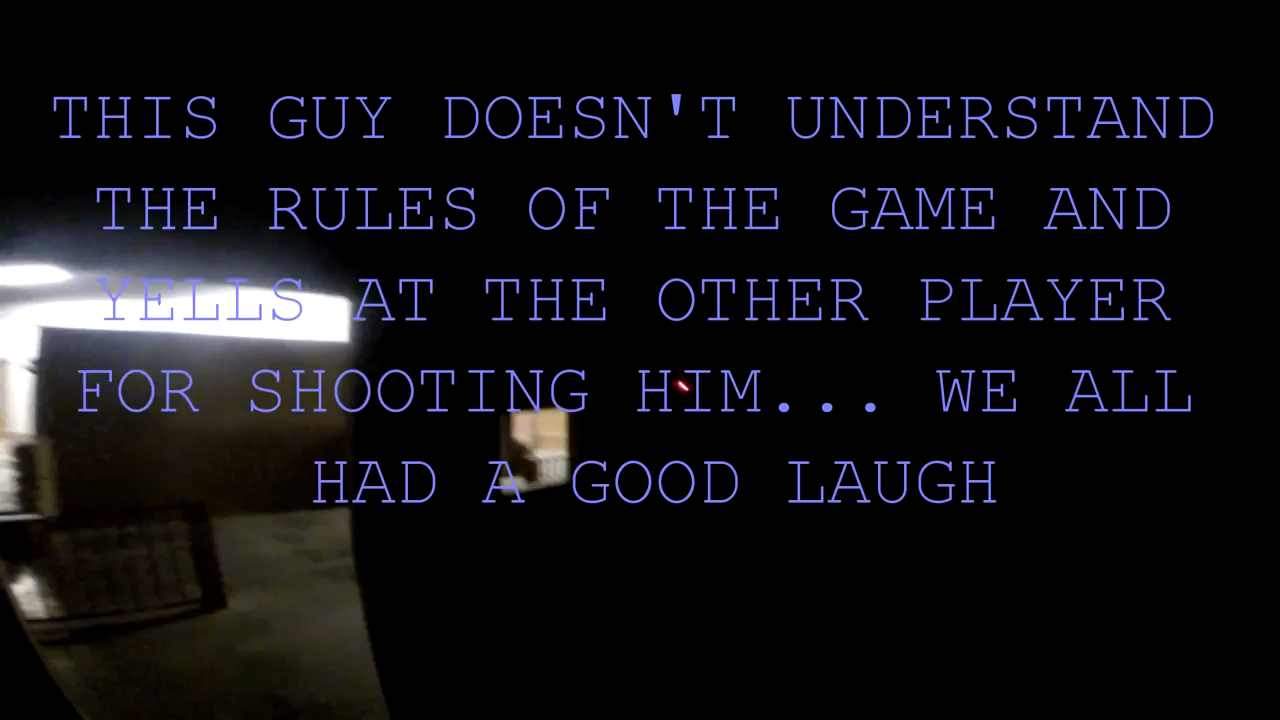 THIS GUY DOESN'T UNDERSTAND
THE RULES OF THE GAME AND
YELLS AT THE OTHER PLAYER
FOR SHOOTING HIM... WE ALL
HAD A GOOD LAUGH